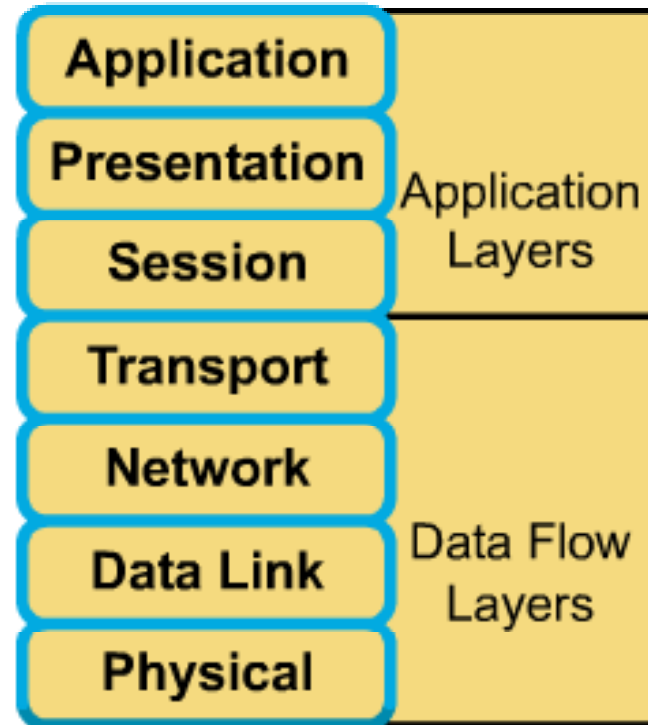 Application
Presentation
Session
Transport
Network
Data Link
Physical
Application
Layers
Data Flow
Layers